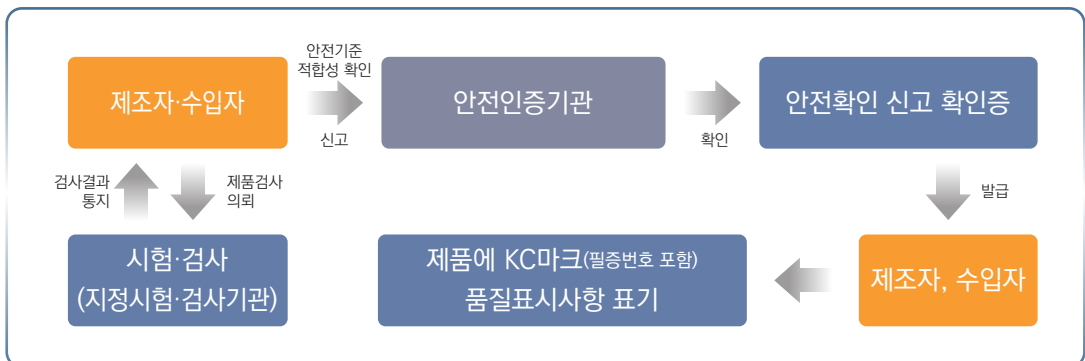 제조자·수입자
안전기준
적합성 확인
신고
안전인증기관
확인
안전확인 신고 확인증
검사결과
통지
제품검사
의뢰
발급
시험·검사
(지정시험·검사기관)
제품에 KC마크(필증번호 포함)
품질표시사항 표기
제조자, 수입자